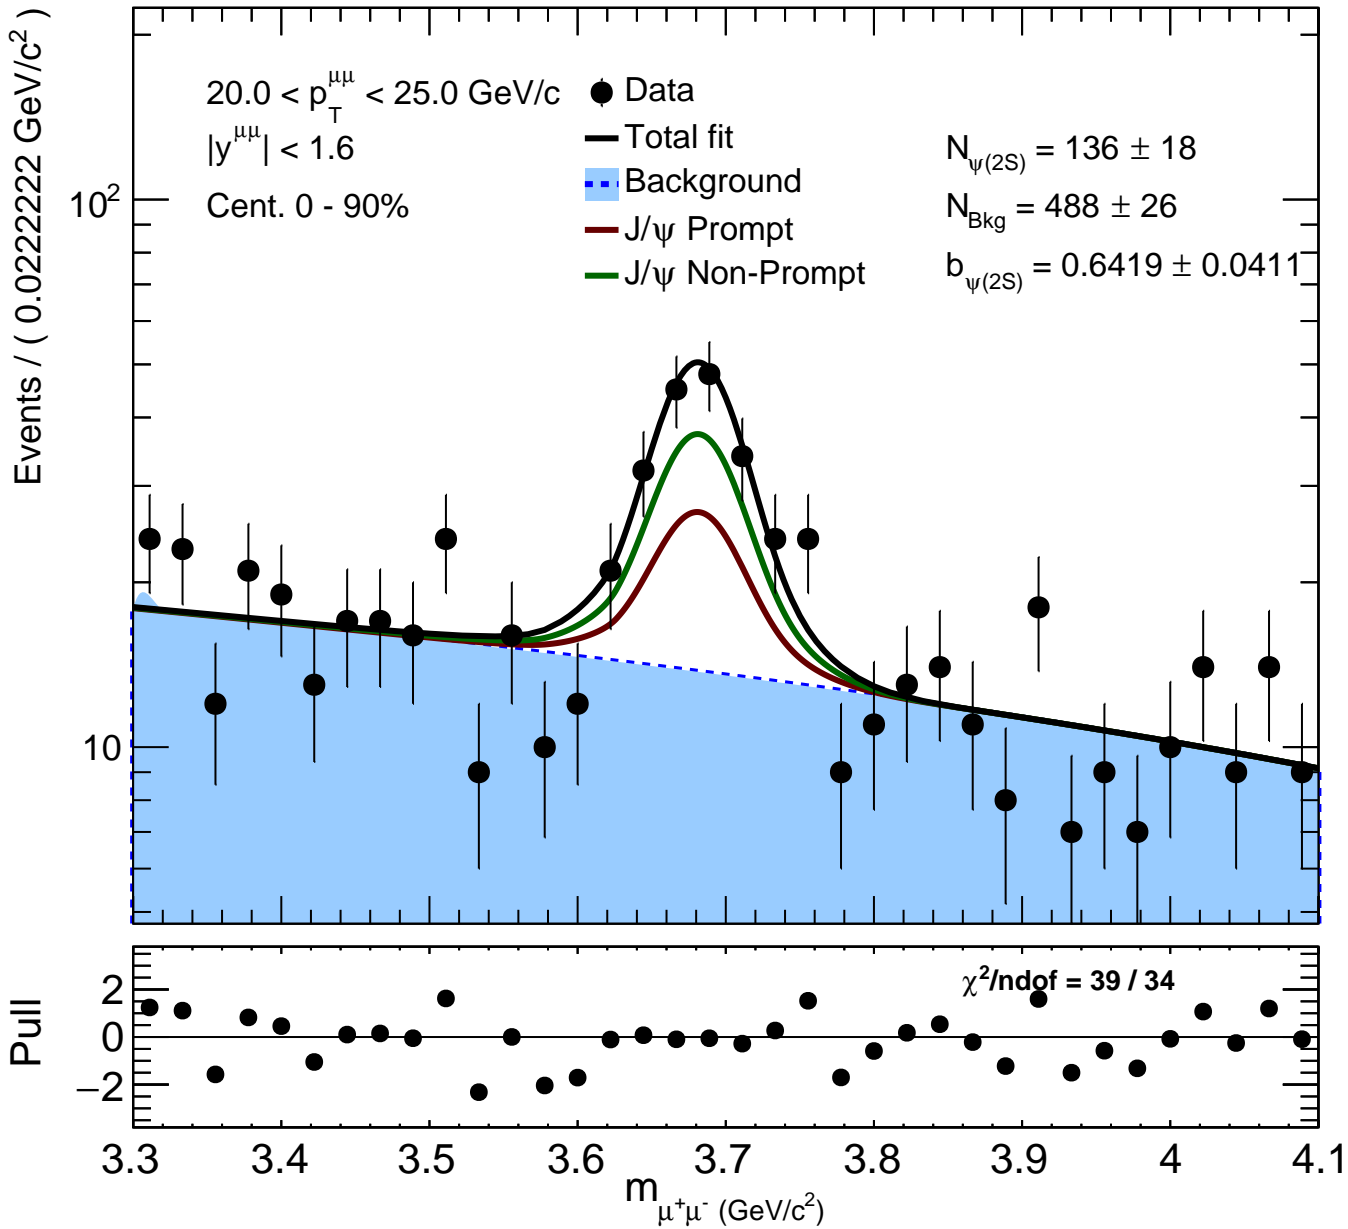 Events / ( 0.0222222 GeV/c²)
20.0 < p_T^μμ < 25.0 GeV/c
|y^μμ| < 1.6
Cent. 0 - 90%
Data
Total fit
Background
J/ψ Prompt
J/ψ Non-Prompt
N_ψ(2S) = 136 ± 18
N_Bkg = 488 ± 26
b_ψ(2S) = 0.6419 ± 0.0411
10²
10
Pull
χ²/ndof = 39 / 34
2
0
−2
3.3 3.4 3.5 3.6 3.7 3.8 3.9 4 4.1
m_μ⁺μ⁻ (GeV/c²)